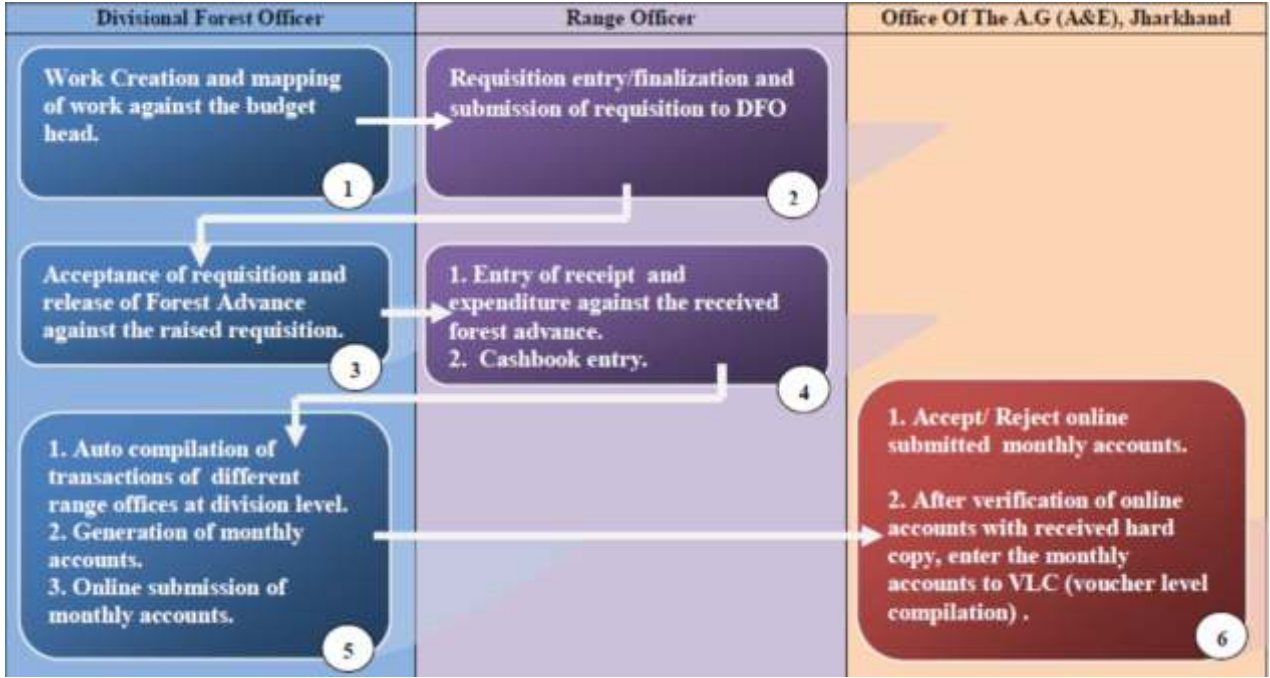 Divisional Forest Officer
Range Officer
Office Of The A.G (A&E), Jharkhand
Work Creation and mapping
of work against the budget
head.
1
Requisition entry/finalization and
submission of requisition to DFO
2
Acceptance of requisition and
release of Forest Advance
against the raised requisition.
3
1. Entry of receipt and
expenditure against the received
forest advance.
2. Cashbook entry.
4
1. Auto compilation of
transactions of different
range offices at division level.
2. Generation of monthly
accounts.
3. Online submission of
monthly accounts.
5
1. Accept/ Reject online
submitted monthly accounts.
2. After verification of online
accounts with received hard
copy, enter the monthly
accounts to VLC (voucher level
compilation) .
6